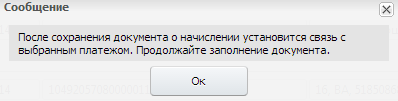 Сообщение
После сохранения документа о начислении установится связь с
выбранным платежом. Продолжайте заполнение документа.
Ок